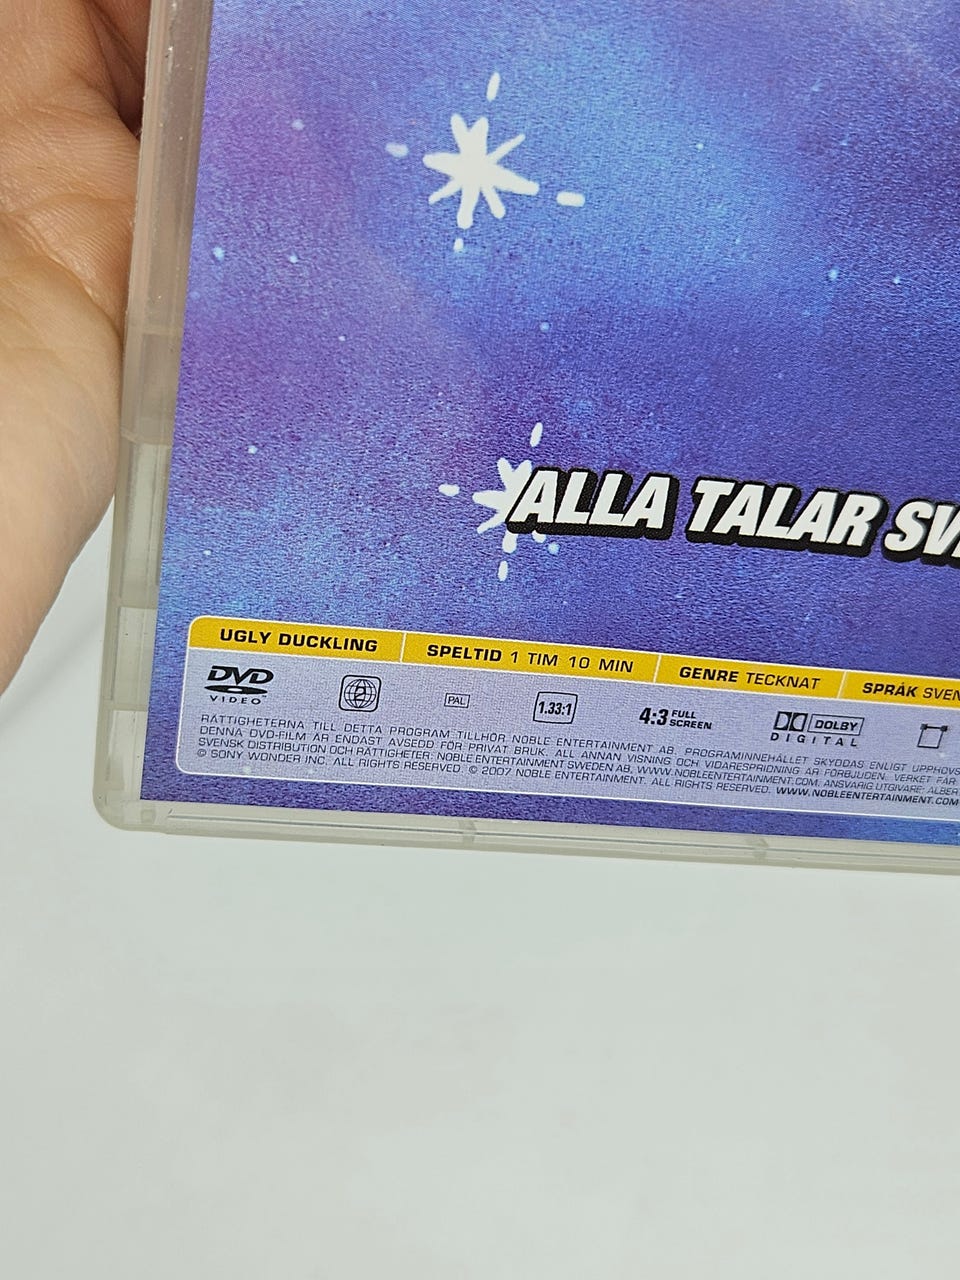 ALLA TALAR
UGLY DUCKLING SPELTID 1 TIM 10 MIN GENRE TECKNAT SPRÅK
DVD VIDEO 2 PAL 1.33:1 4:3 FULL SCREEN DOLBY DIGITAL
RÄTTIGHETERNA TILL DETTA PROGRAM TILLHÖR NOBLE ENTERTAINMENT AB. PROGRAMINNEHÅLLET SKYDDAS ENLIGT
DENNA DVD-FILM ÄR ENDAST AVSEDD FÖR PRIVAT BRUK. ALL ANNAN VISNING OCH VIDARESPRIDNING ÄR FÖRBJUDEN. VERKET FÅR
SVENSK DISTRIBUTION OCH RÄTTIGHETER: NOBLE ENTERTAINMENT SWEDEN AB, WWW.NOBLEENTERTAINMENT.COM. ANSVARIG UTGIVARE:
© SONY WONDER INC. ALL RIGHTS RESERVED. © 2007 NOBLE ENTERTAINMENT. ALL RIGHTS RESERVED. WWW.NOBLEENTERTAINMENT.COM